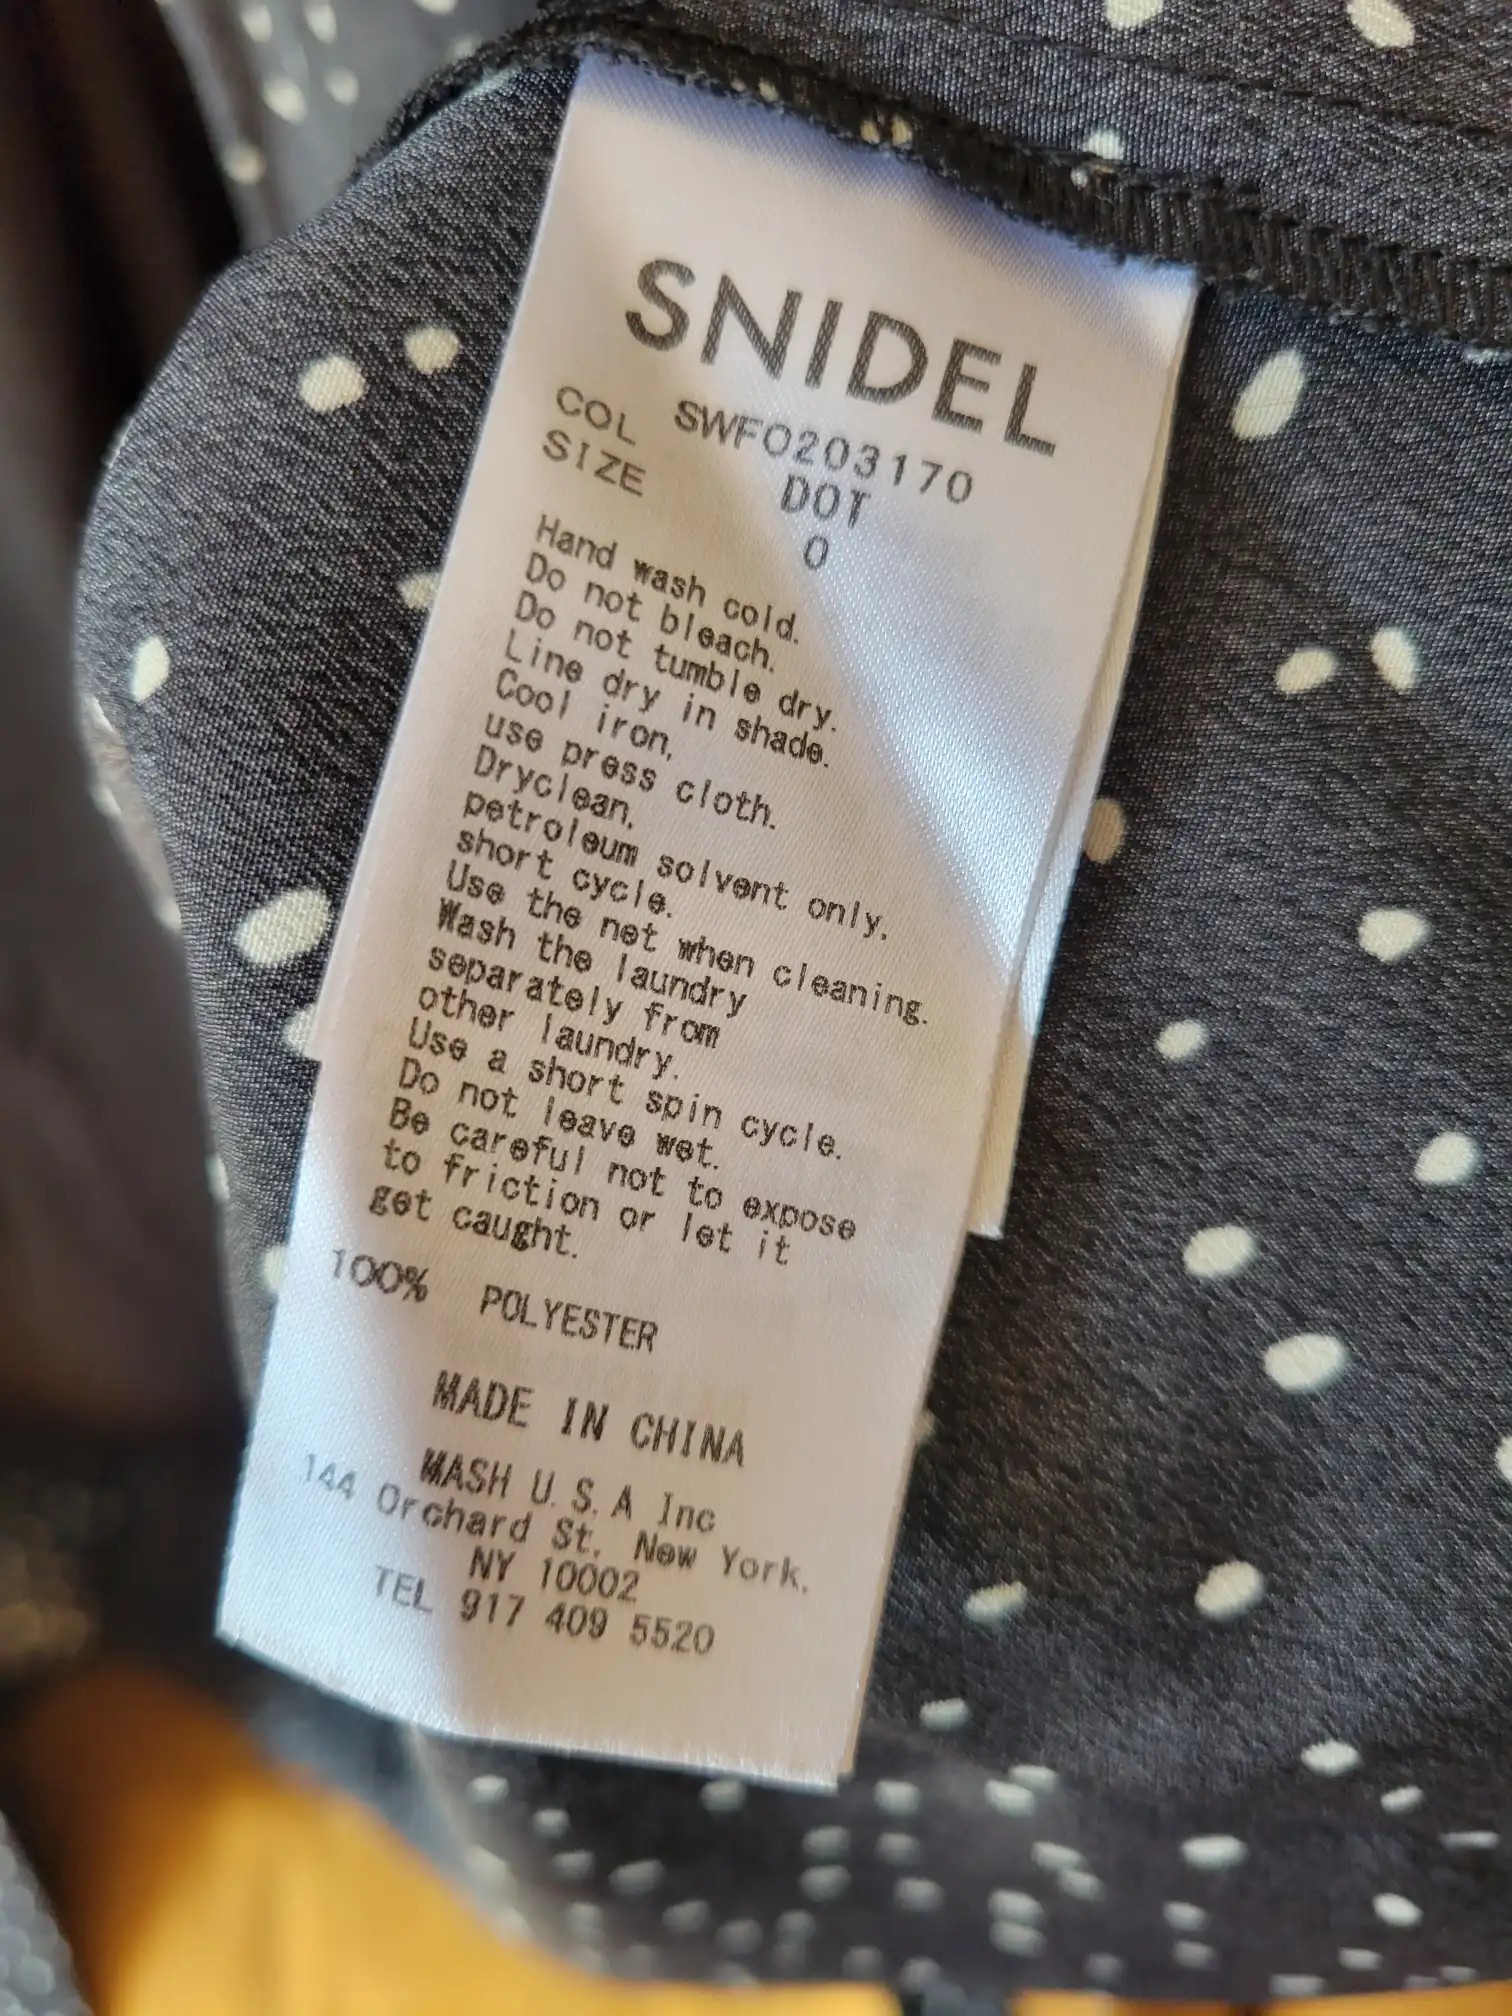 SNIDEL
SWFO203170
COL DOT
SIZE 0
Hand wash cold.
Do not bleach.
Do not tumble dry.
Line dry in shade.
Cool iron,
use press cloth.
Dryclean,
petroleum solvent only,
short cycle.
Use the net when cleaning.
Wash the laundry
separately from
other laundry.
Use a short spin cycle.
Do not leave wet.
Be careful not to expose
to friction or let it
get caught.
100% POLYESTER
MADE IN CHINA
MASH U.S.A Inc
144 Orchard St, New York,
NY 10002
TEL 917 409 5520